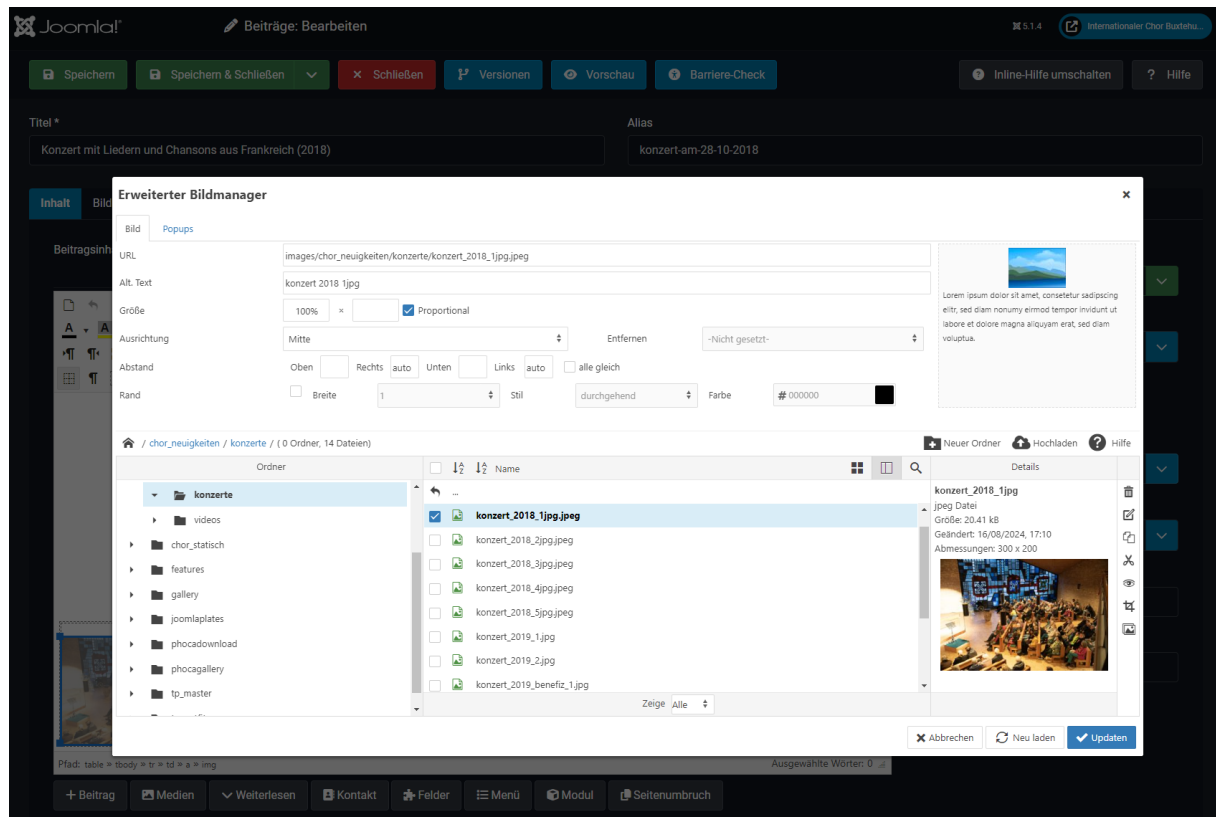 Joomla!
Beiträge: Bearbeiten
5.1.4
Internationaler Chor Buxtehu...
Speichern
Speichern & Schließen
Schließen
Versionen
Vorschau
Barriere-Check
Inline-Hilfe umschalten
? Hilfe
Titel *
Alias
Konzert mit Liedern und Chansons aus Frankreich (2018)
konzert-am-28-10-2018
Inhalt
Bild
Beitragsinh
Erweiterter Bildmanager
Bild
Popups
URL
images/chor_neuigkeiten/konzerte/konzert_2018_1jpg.jpeg
Alt. Text
konzert 2018 1jpg
Größe
100%
×
Proportional
Ausrichtung
Mitte
Entfernen
-Nicht gesetzt-
Abstand
Oben
Rechts
auto
Unten
Links
auto
alle gleich
Rand
Breite
1
Stil
durchgehend
Farbe
# 000000
Lorem ipsum dolor sit amet, consetetur sadipscing
elitr, sed diam nonumy eirmod tempor invidunt ut
labore et dolore magna aliquyam erat, sed diam
voluptua.
/ chor_neuigkeiten / konzerte / ( 0 Ordner, 14 Dateien)
Neuer Ordner
Hochladen
Hilfe
Ordner
Name
Details
konzerte
videos
chor_statisch
features
gallery
joomlaplates
phocadownload
phocagallery
tp_master
...
konzert_2018_1jpg.jpeg
konzert_2018_2jpg.jpeg
konzert_2018_3jpg.jpeg
konzert_2018_4jpg.jpeg
konzert_2018_5jpg.jpeg
konzert_2019_1.jpg
konzert_2019_2.jpg
konzert_2019_benefiz_1.jpg
Zeige
Alle
konzert_2018_1jpg
jpeg Datei
Größe: 20.41 kB
Geändert: 16/08/2024, 17:10
Abmessungen: 300 x 200
Abbrechen
Neu laden
Updaten
Pfad: table » tbody » tr » td » a » img
Ausgewählte Wörter: 0
Beitrag
Medien
Weiterlesen
Kontakt
Felder
Menü
Modul
Seitenumbruch